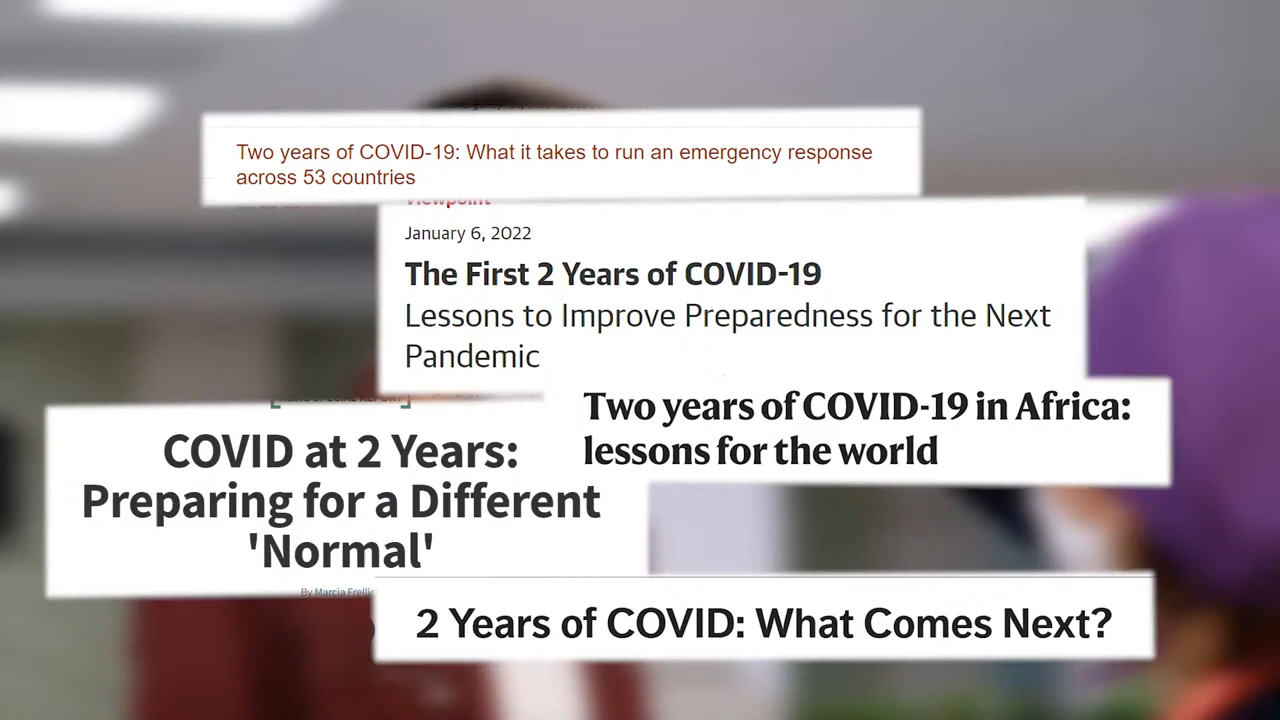 Two years of COVID-19: What it takes to run an emergency response
across 53 countries
Viewpoint
January 6, 2022
The First 2 Years of COVID-19
Lessons to Improve Preparedness for the Next
Pandemic
Two years of COVID-19 in Africa:
lessons for the world
COVID at 2 Years:
Preparing for a Different
'Normal'
By Marcia
2 Years of COVID: What Comes Next?